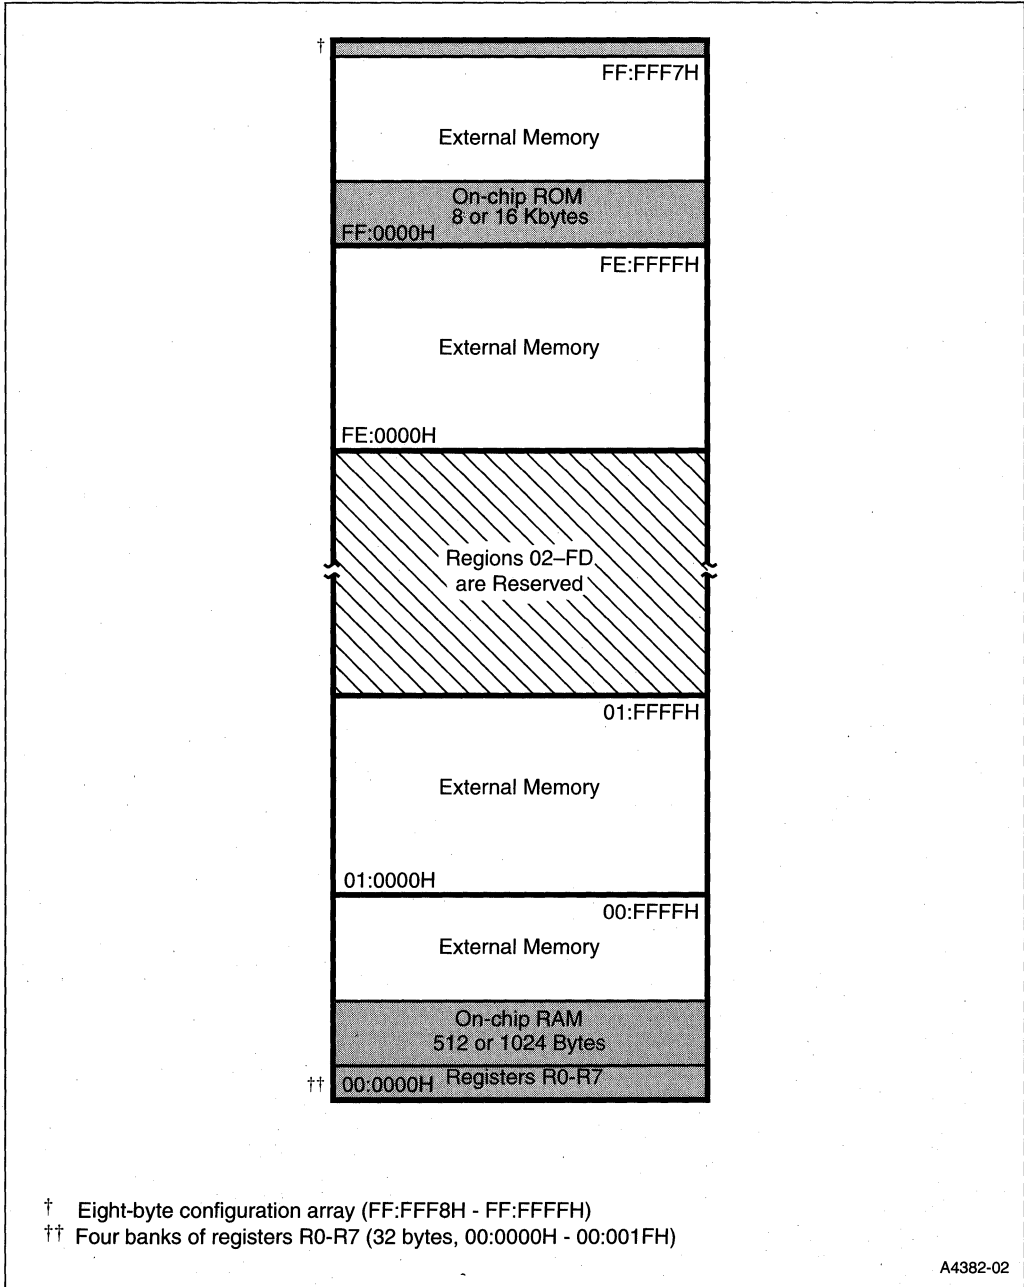 †
FF:FFF7H
External Memory
On-chip ROM
8 or 16 Kbytes
FF:0000H
FE:FFFFH
External Memory
FE:0000H
Regions 02–FD
are Reserved
01:FFFFH
External Memory
01:0000H
00:FFFFH
External Memory
On-chip RAM
512 or 1024 Bytes
†† 00:0000H Registers R0-R7
† Eight-byte configuration array (FF:FFF8H - FF:FFFFH)
†† Four banks of registers R0-R7 (32 bytes, 00:0000H - 00:001FH)
A4382-02